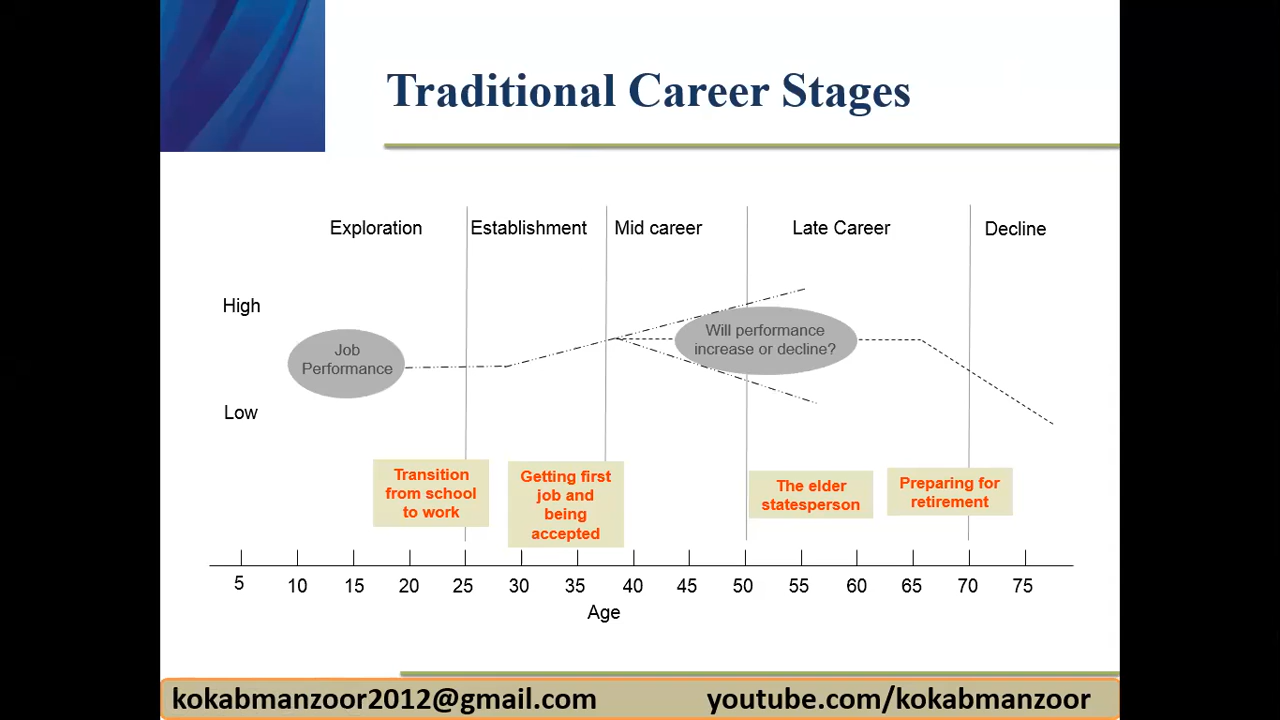 Traditional Career Stages
Exploration
Establishment
Mid career
Late Career
Decline
High
Job
Performance
Will performance
increase or decline?
Low
Transition
from school
to work
Getting first
job and
being
accepted
The elder
statesperson
Preparing for
retirement
5 10 15 20 25 30 35 40 45 50 55 60 65 70 75
Age
kokabmanzoor2012@gmail.com
youtube.com/kokabmanzoor